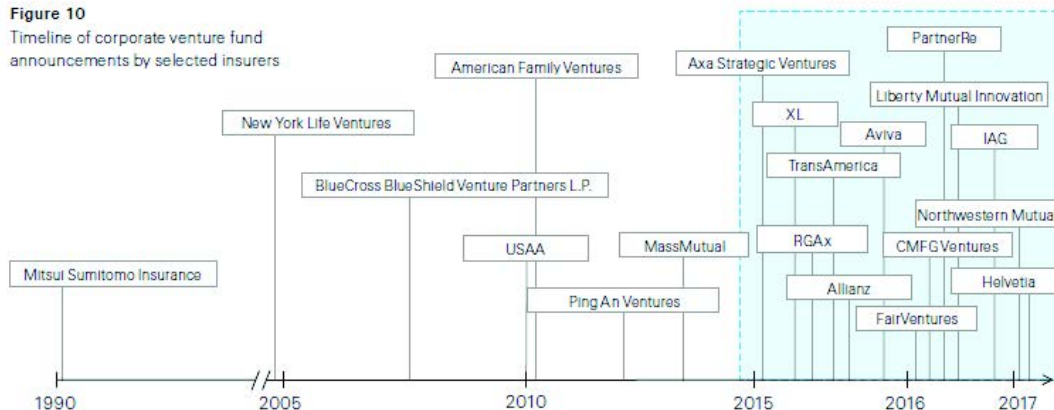 Figure 10
Timeline of corporate venture fund
announcements by selected insurers
PartnerRe
American Family Ventures
Axa Strategic Ventures
Liberty Mutual Innovation
New York Life Ventures
XL
Aviva
IAG
TransAmerica
BlueCross BlueShield Venture Partners L.P.
Northwestern Mutual
USAA
MassMutual
RGAx
CMFG Ventures
Mitsui Sumitomo Insurance
Ping An Ventures
Allianz
Helvetia
FairVentures
1990
2005
2010
2015
2016
2017